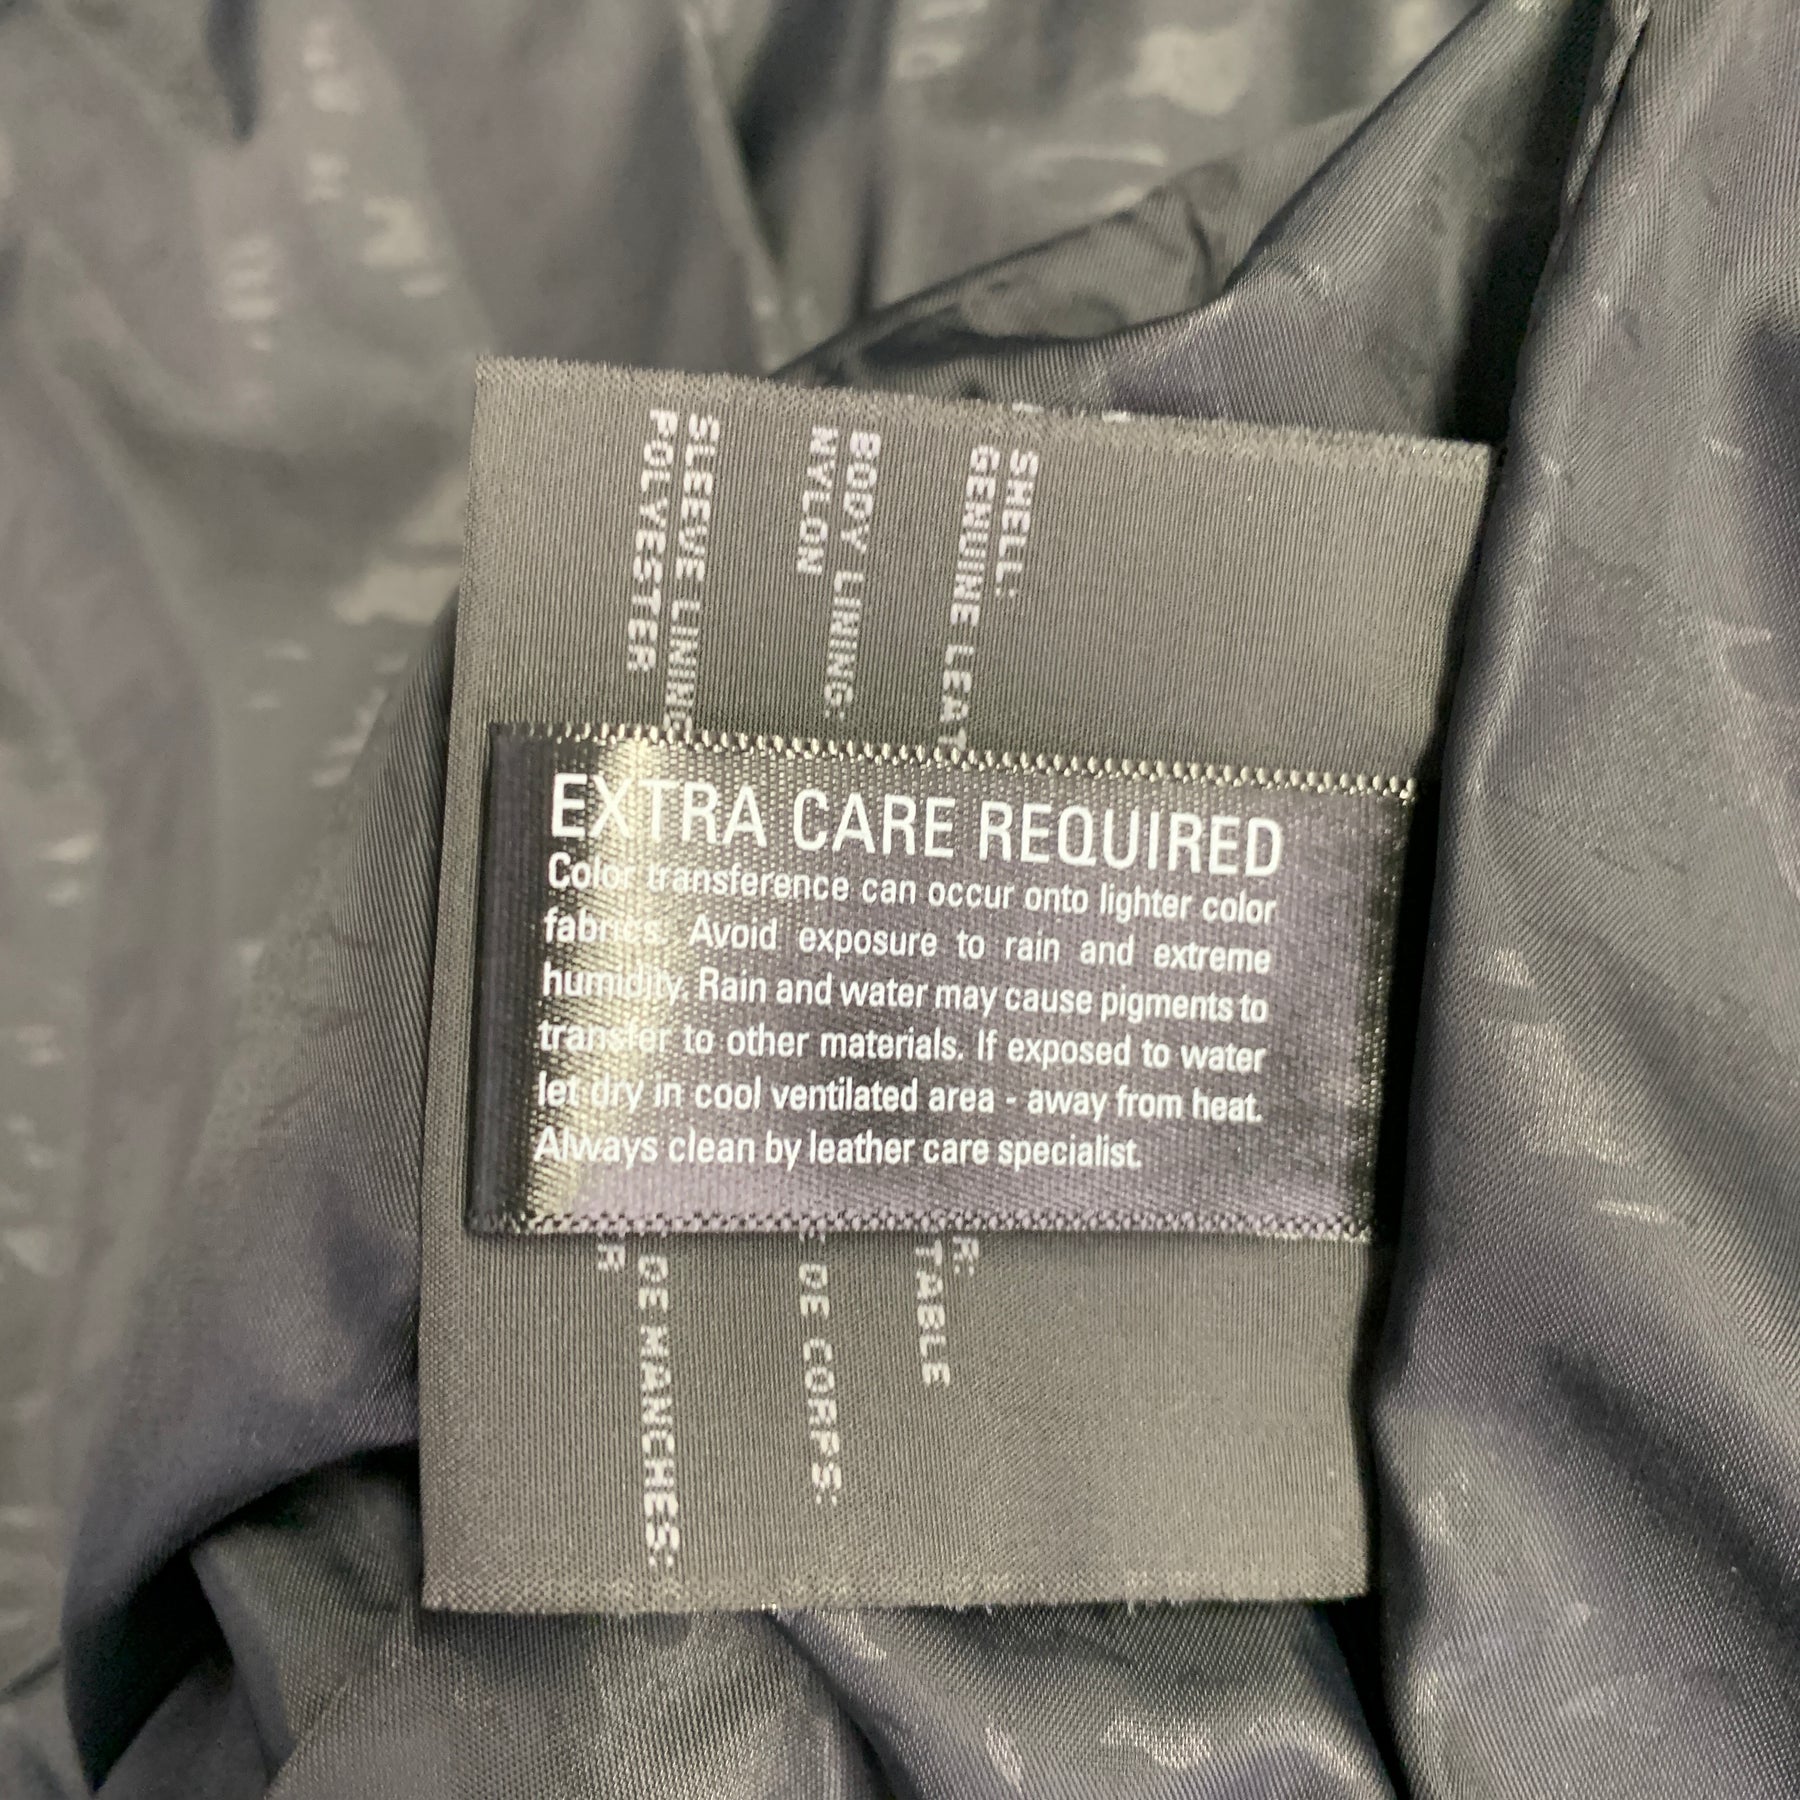 SHELL:
GENUINE
BODY LINING:
NYLON
SLEEVE LINING
POLYESTER
EXTRA CARE REQUIRED
Color transference can occur onto lighter color
fabrics. Avoid exposure to rain and extreme
humidity. Rain and water may cause pigments to
transfer to other materials. If exposed to water
let dry in cool ventilated area - away from heat.
Always clean by leather care specialist.
TABLE
DE CORPS:
DE MANCHES: